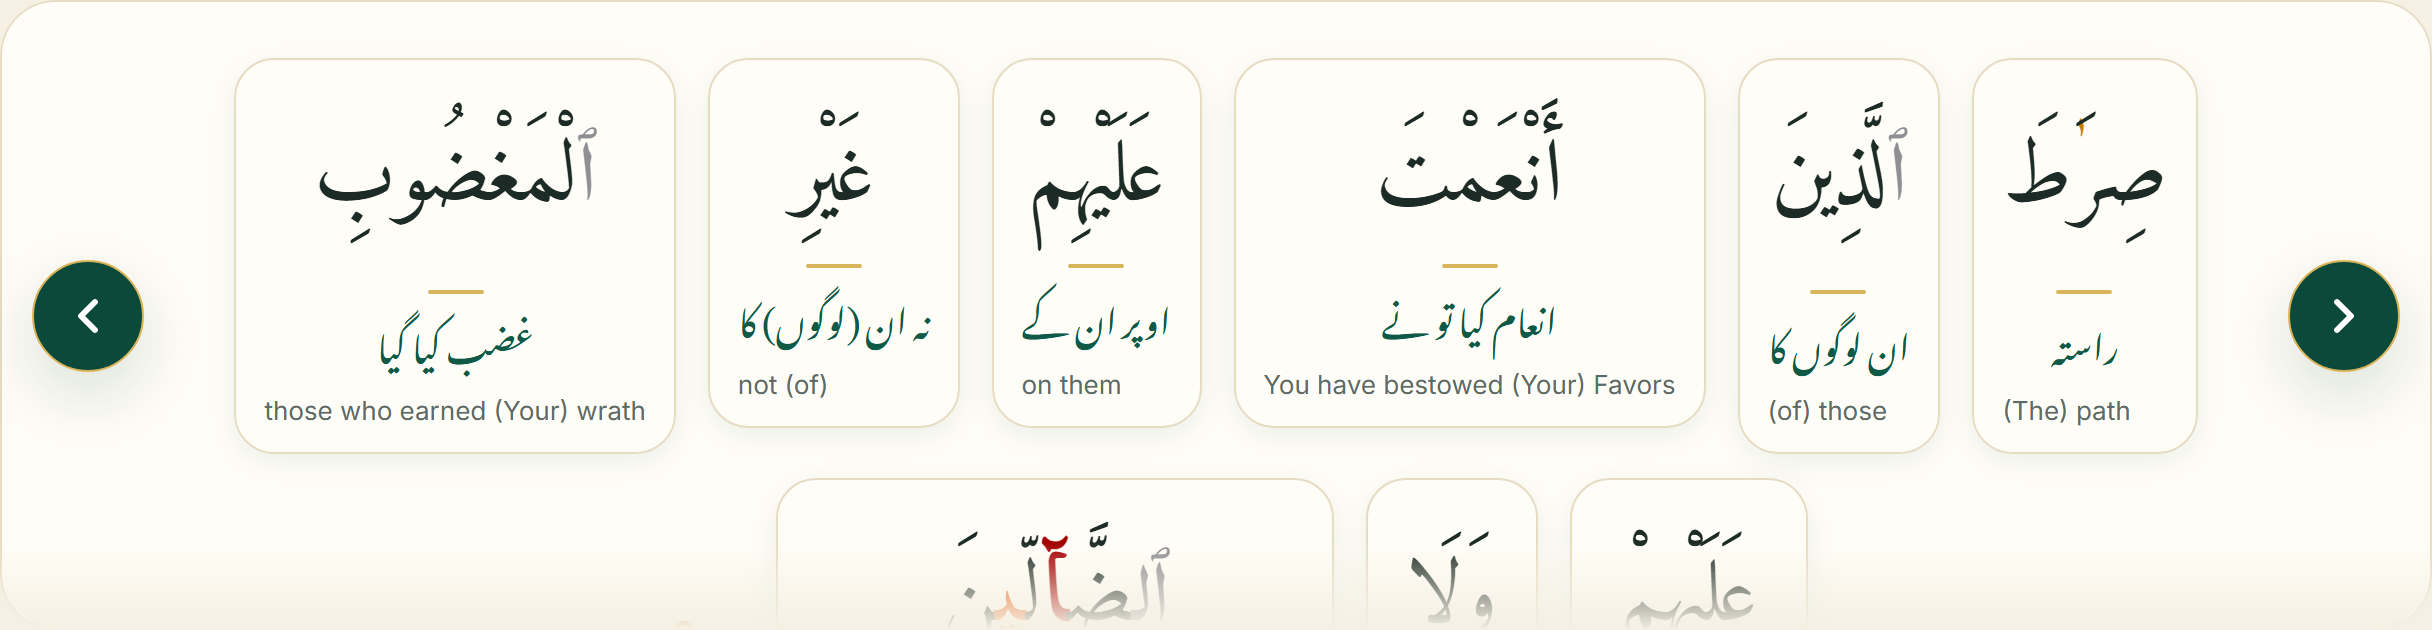 صِرَٰطَ
راستہ
(The) path
ٱلَّذِينَ
ان لوگوں کا
(of) those
أَنْعَمْتَ
انعام کیا تو نے
You have bestowed (Your) Favors
عَلَيْهِمْ
اوپر ان کے
on them
غَيْرِ
نہ ان (لوگوں) کا
not (of)
ٱلْمَغْضُوبِ
غضب کیا گیا
those who earned (Your) wrath
عَلَيْهِمْ
وَلَا
ٱلضَّآلِّينَ